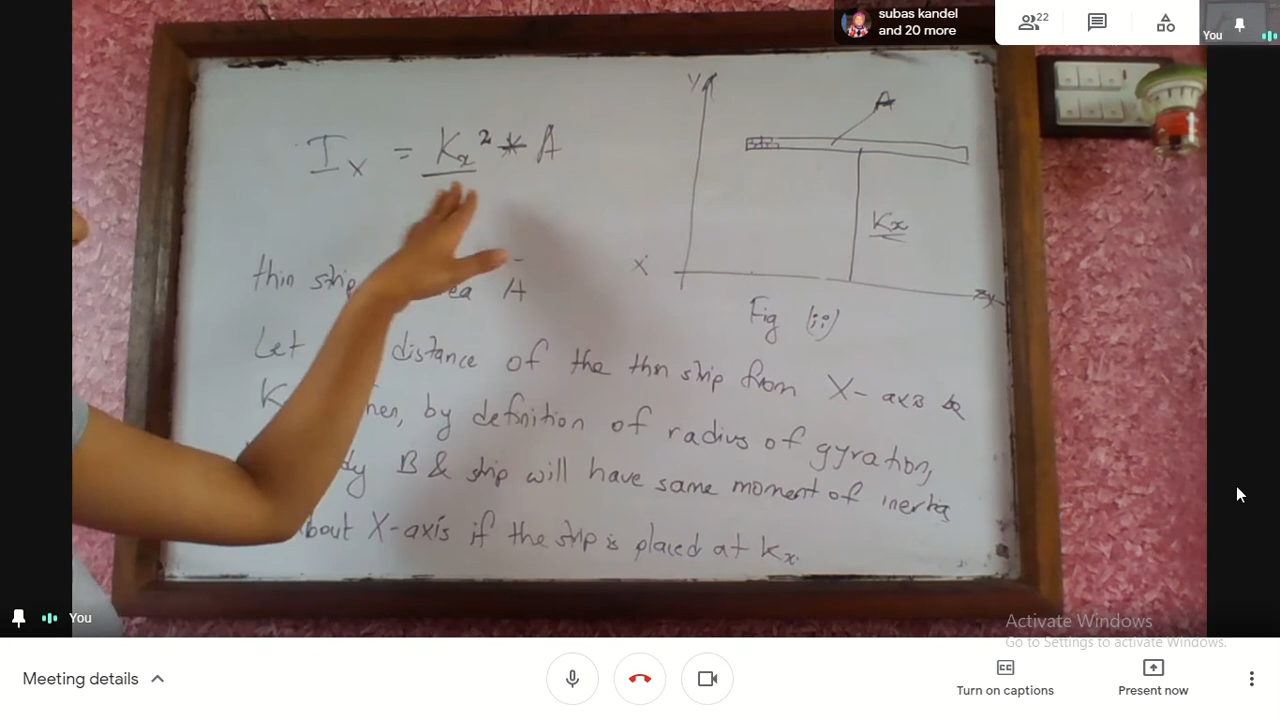 subas kandel
and 20 more
22
You
Y
A
I x = Kx ² * A
Kx
X
thin strip A
Fig (ii)
Let distance of the thin strip from X-axis be
K by definition of radius of gyration,
B & strip will have same moment of inertia
about X-axis if the strip is placed at kx.
You
Activate Windows
Go to Settings to activate Windows.
Meeting details
CC
Turn on captions
Present now